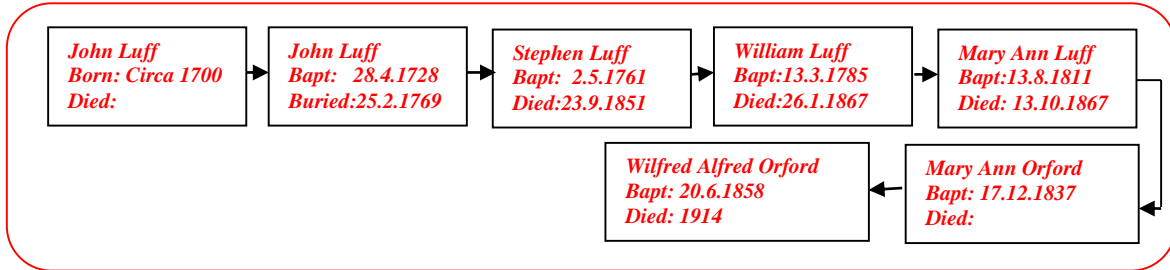 John Luff
Born: Circa 1700
Died:
John Luff
Bapt: 28.4.1728
Buried:25.2.1769
Stephen Luff
Bapt: 2.5.1761
Died:23.9.1851
William Luff
Bapt:13.3.1785
Died:26.1.1867
Mary Ann Luff
Bapt:13.8.1811
Died: 13.10.1867
Mary Ann Orford
Bapt: 17.12.1837
Died:
Wilfred Alfred Orford
Bapt: 20.6.1858
Died: 1914